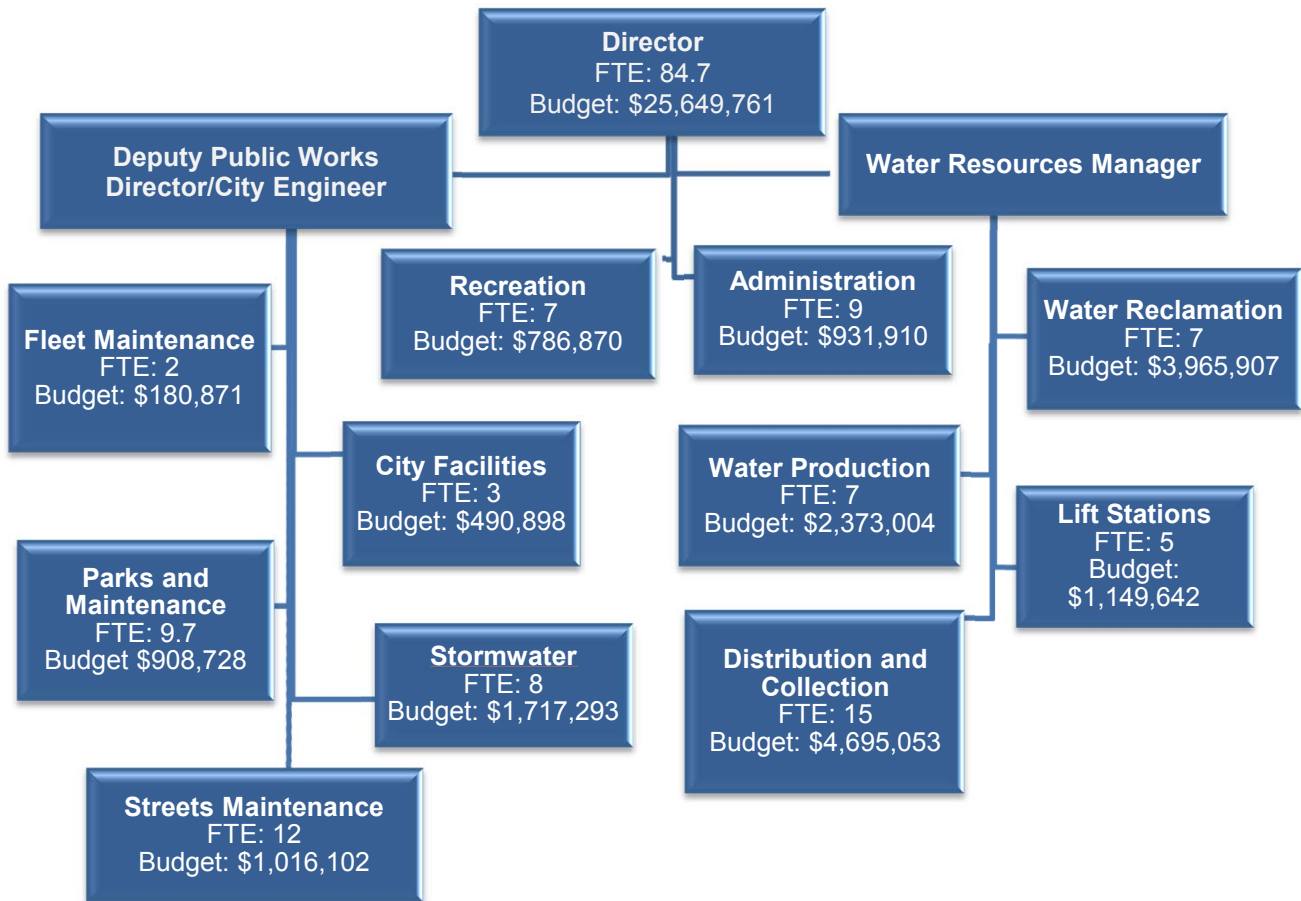 Director
FTE: 84.7
Budget: $25,649,761
Deputy Public Works
Director/City Engineer
Water Resources Manager
Recreation
FTE: 7
Budget: $786,870
Administration
FTE: 9
Budget: $931,910
Fleet Maintenance
FTE: 2
Budget: $180,871
City Facilities
FTE: 3
Budget: $490,898
Parks and
Maintenance
FTE: 9.7
Budget $908,728
Stormwater
FTE: 8
Budget: $1,717,293
Streets Maintenance
FTE: 12
Budget: $1,016,102
Water Reclamation
FTE: 7
Budget: $3,965,907
Water Production
FTE: 7
Budget: $2,373,004
Lift Stations
FTE: 5
Budget:
$1,149,642
Distribution and
Collection
FTE: 15
Budget: $4,695,053